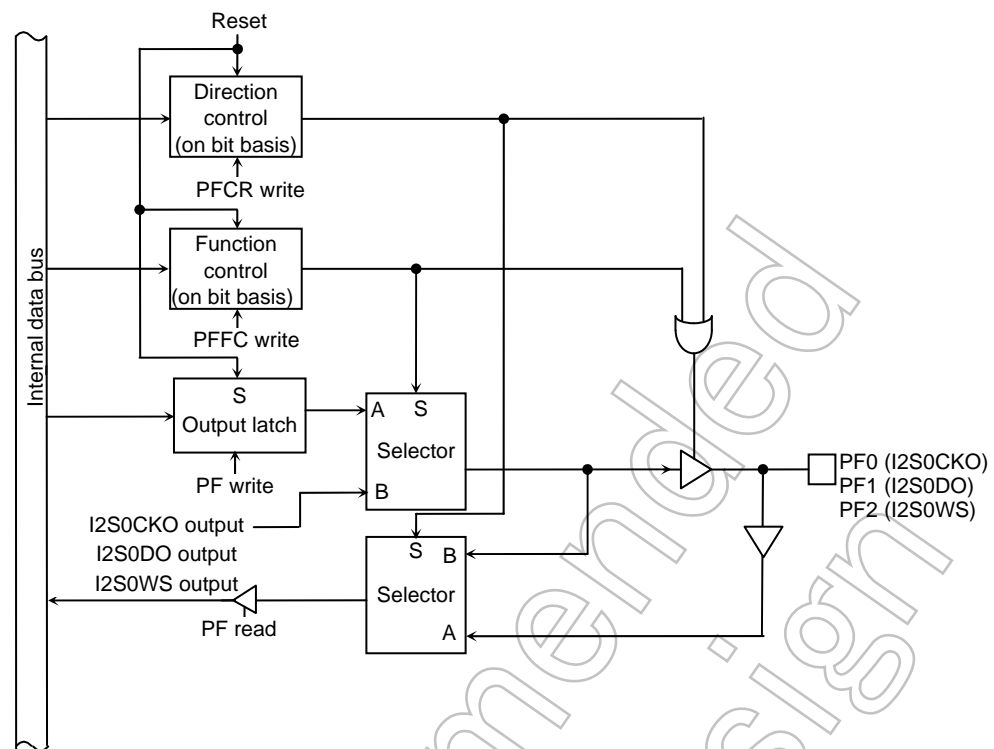 Reset
Direction
control
(on bit basis)
PFCR write
Internal data bus
Function
control
(on bit basis)
PFFC write
S
Output latch
PF write
A
S
Selector
B
I2S0CKO output
I2S0DO output
I2S0WS output
PF read
S
B
Selector
A
PF0 (I2S0CKO)
PF1 (I2S0DO)
PF2 (I2S0WS)
mmended
sign